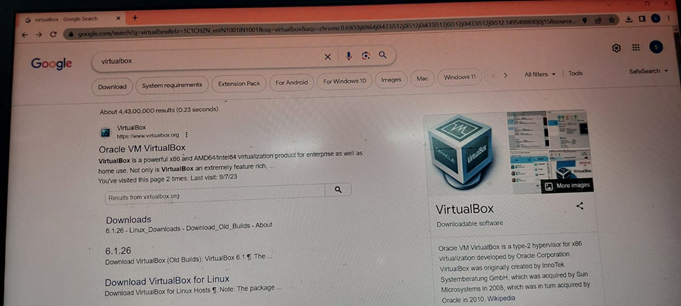 virtualbox - Google Search
Google
virtualbox
Download
System requirements
Extension Pack
For Android
For Windows 10
Images
Mac
Windows 11
All filters
Tools
SafeSearch
About 4,43,00,000 results (0.23 seconds)
VirtualBox
https://www.virtualbox.org
Oracle VM VirtualBox
VirtualBox is a powerful x86 and AMD64/Intel64 virtualization product for enterprise as well as
home use. Not only is VirtualBox an extremely feature rich, ...
You've visited this page 2 times. Last visit: 9/7/23
Results from virtualbox.org
Downloads
6.1.26 - Linux_Downloads - Download_Old_Builds - About
6.1.26
Download VirtualBox (Old Builds): VirtualBox 6.1 ¶ The ...
Download VirtualBox for Linux
Download VirtualBox for Linux Hosts ¶. Note: The package ...
ORACLE
VirtualBox
More images
VirtualBox
Downloadable software
Oracle VM VirtualBox is a type-2 hypervisor for x86
virtualization developed by Oracle Corporation.
VirtualBox was originally created by InnoTek
Systemberatung GmbH, which was acquired by Sun
Microsystems in 2008, which was in turn acquired by
Oracle in 2010. Wikipedia